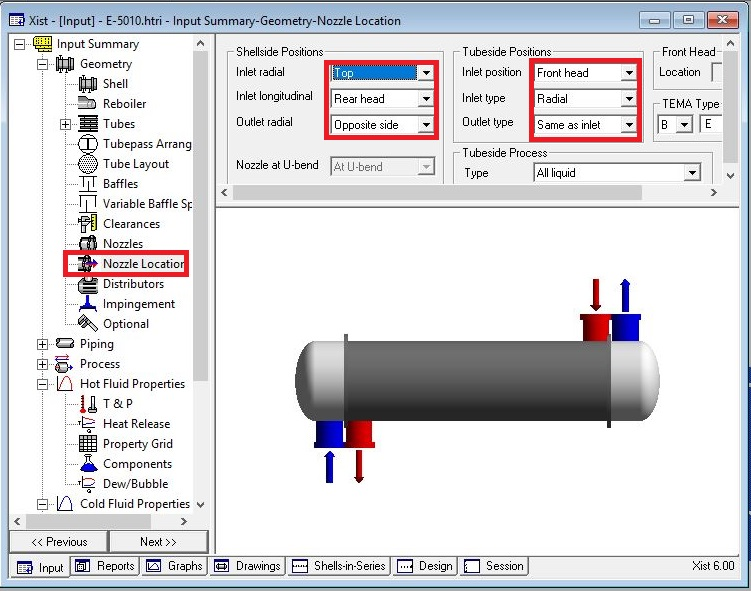 Xist - [Input] - E-5010.htri - Input Summary-Geometry-Nozzle Location
Input Summary
Geometry
Shell
Reboiler
Tubes
Tubepass Arrang
Tube Layout
Baffles
Variable Baffle Sp
Clearances
Nozzles
Nozzle Location
Distributors
Impingement
Optional
Piping
Process
Hot Fluid Properties
T & P
Heat Release
Property Grid
Components
Dew/Bubble
Cold Fluid Properties
<< Previous
Next >>
Shellside Positions
Inlet radial
Top
Inlet longitudinal
Rear head
Outlet radial
Opposite side
Nozzle at U-bend
At U-bend
Tubeside Positions
Inlet position
Front head
Inlet type
Radial
Outlet type
Same as inlet
Tubeside Process
Type
All liquid
Front Head
Location
TEMA Type
B
E
Input
Reports
Graphs
Drawings
Shells-in-Series
Design
Session
Xist 6.00